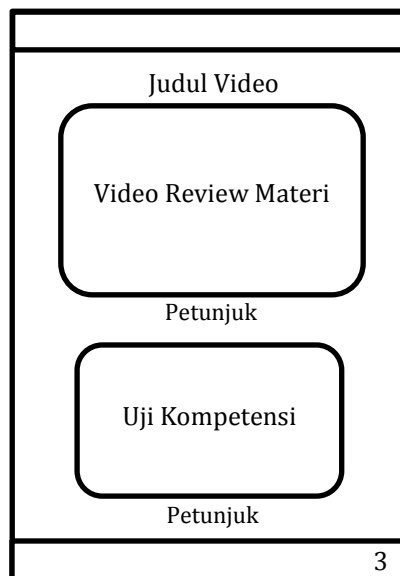 Judul Video
Video Review Materi
Petunjuk
Uji Kompetensi
Petunjuk
3